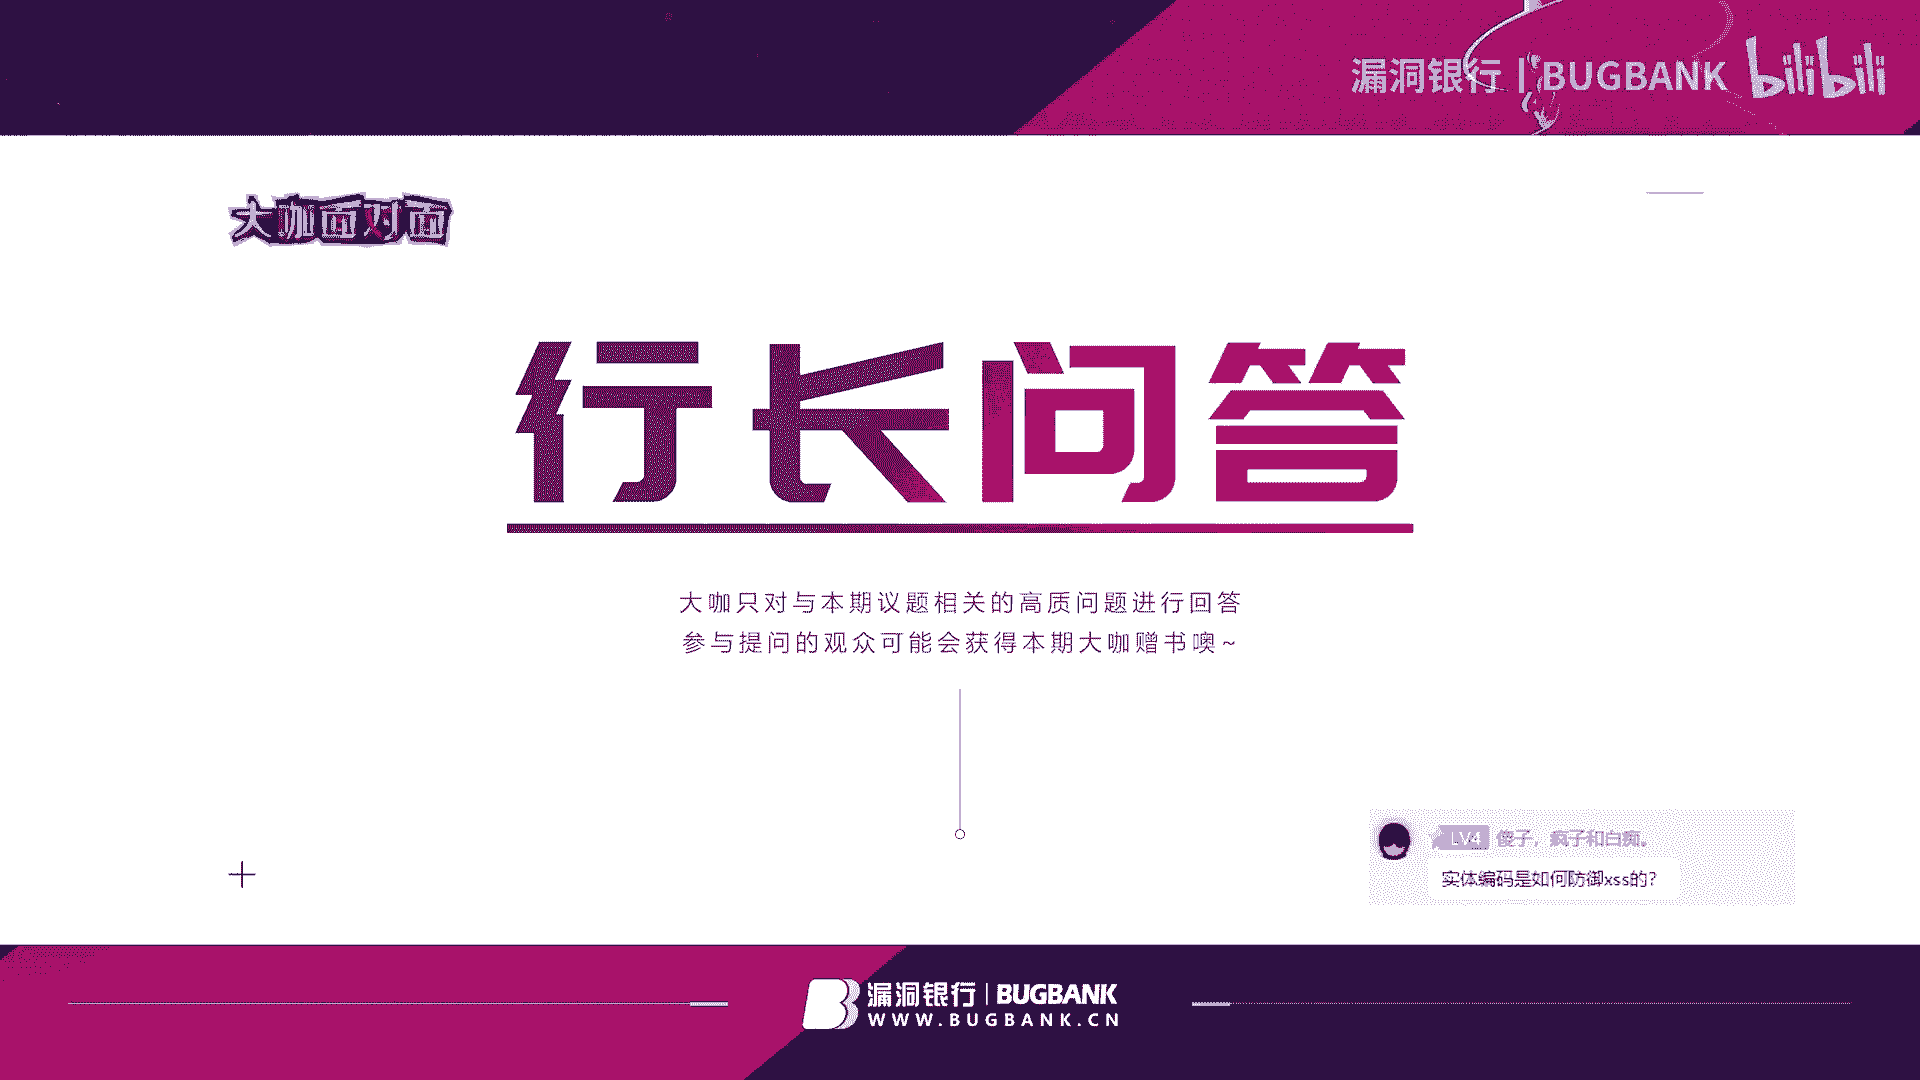 漏洞银行 | BUGBANK bilibili
大咖面对面
行长问答
大咖只对与本期议题相关的高质问题进行回答
参与提问的观众可能会获得本期大咖赠书噢~
LV4 傻子，疯子和白痴。
实体编码是如何防御xss的?
漏洞银行 | BUGBANK
WWW.BUGBANK.CN